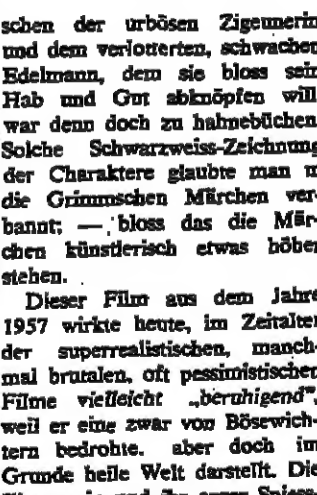 schen der urbösen Zigeunerin
und dem verlotterten, schwachen
Edelmann, dem sie bloss sein
Hab und Gut abknöpfen will,
war denn doch zu hahnebüchen.
Solche Schwarzweiss-Zeichnung
der Charaktere glaubte man in
die Grimmschen Märchen ver-
bannt; — bloss das die Mär-
chen künstlerisch etwas höher
stehen.
Dieser Film aus dem Jahre
1957 wirkte heute, im Zeitalter
der superrealistischen, manch-
mal brutalen, oft pessimistischen
Filme vielleicht „beruhigend",
weil er eine zwar von Bösewich-
tern bedrohte, aber doch im
Grunde heile Welt darstellt. Die